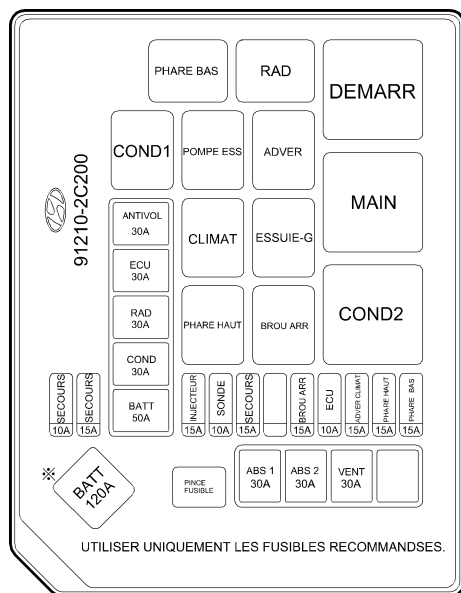 PHARE BAS
RAD
DEMARR
COND1
POMPE ESS
ADVER
MAIN
91210-2C200
ANTIVOL
30A
CLIMAT
ESSUIE-G
ECU
30A
RAD
30A
PHARE HAUT
BROU ARR
COND2
COND
30A
BATT
50A
SECOURS
10A
SECOURS
15A
INJECTEUR
15A
SONDE
10A
SECOURS
15A
BROU ARR
15A
ECU
10A
ADVER CLIMAT
15A
PHARE HAUT
15A
PHARE BAS
15A
※
BATT
120A
PINCE
FUSIBLE
ABS 1
30A
ABS 2
30A
VENT
30A
UTILISER UNIQUEMENT LES FUSIBLES RECOMMANDSES.